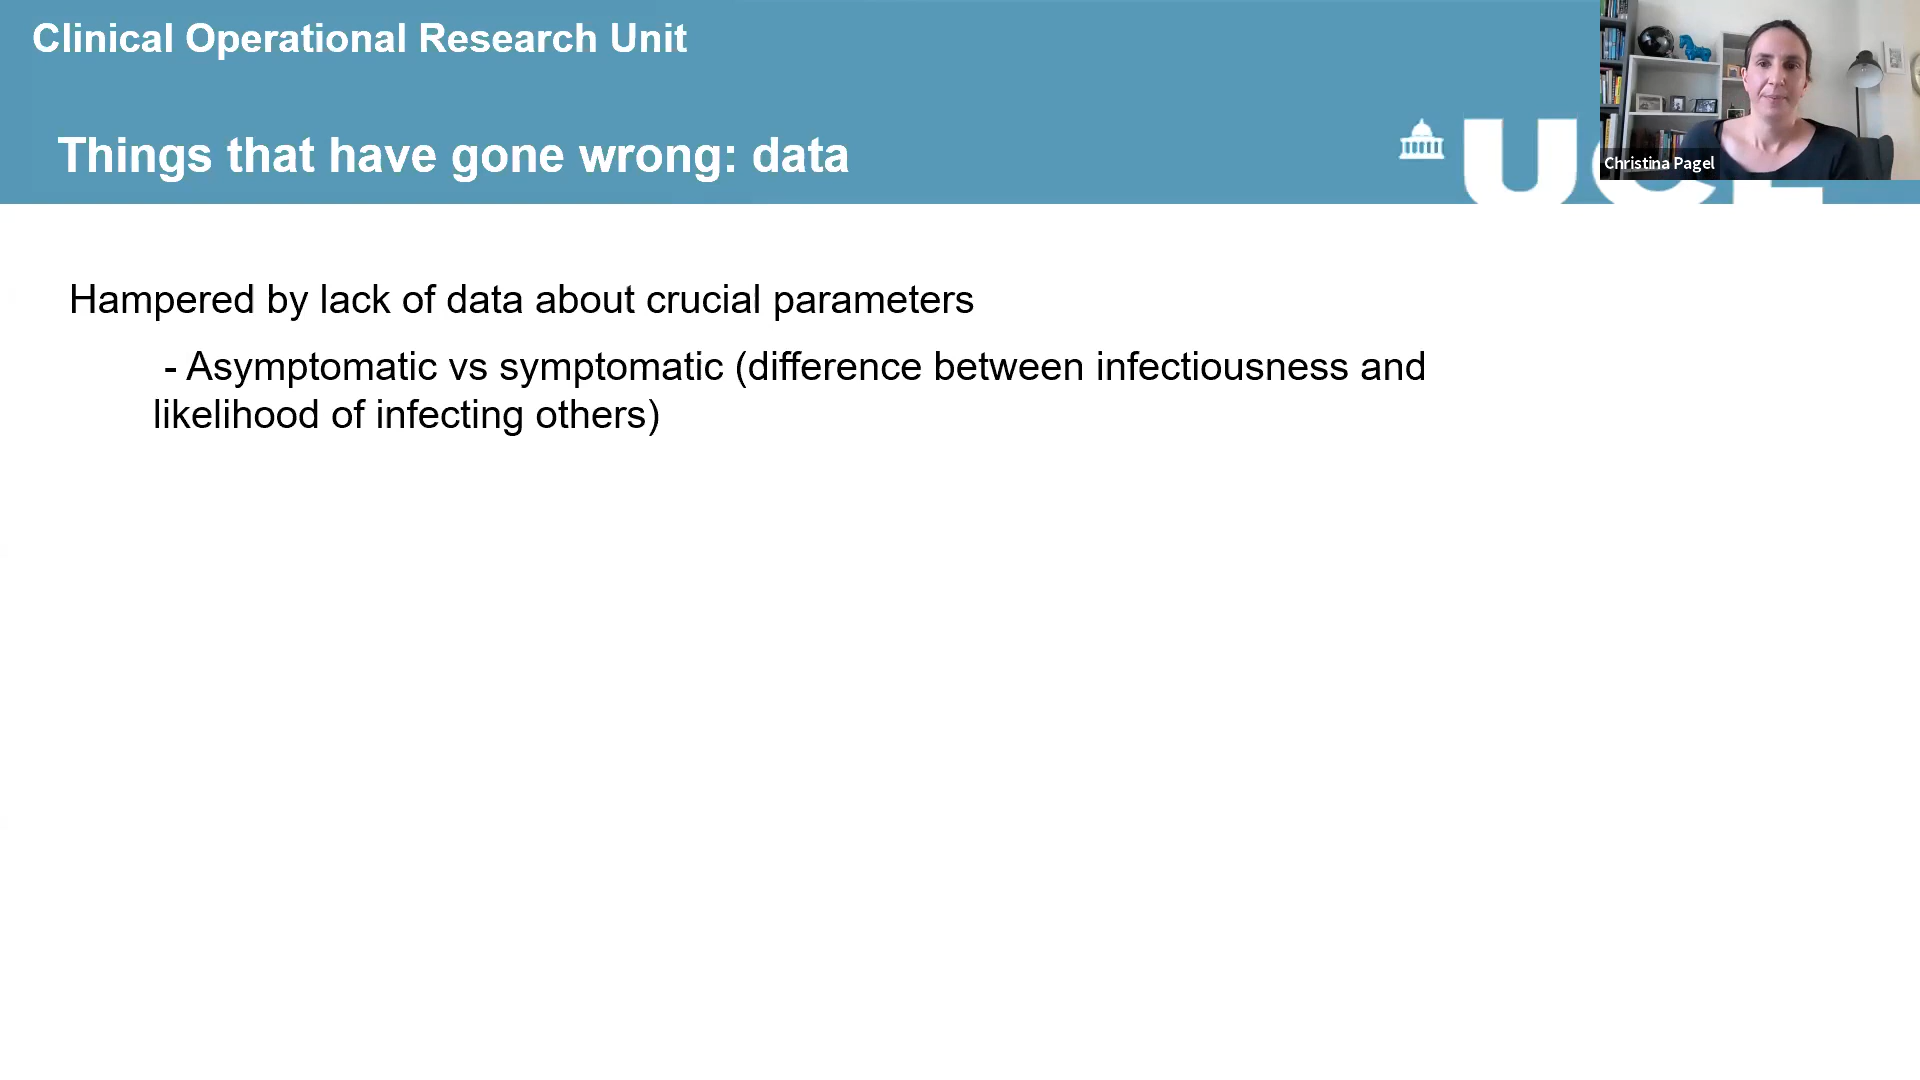 Clinical Operational Research Unit
Things that have gone wrong: data
UCL
Christina Pagel
Hampered by lack of data about crucial parameters
- Asymptomatic vs symptomatic (difference between infectiousness and
likelihood of infecting others)